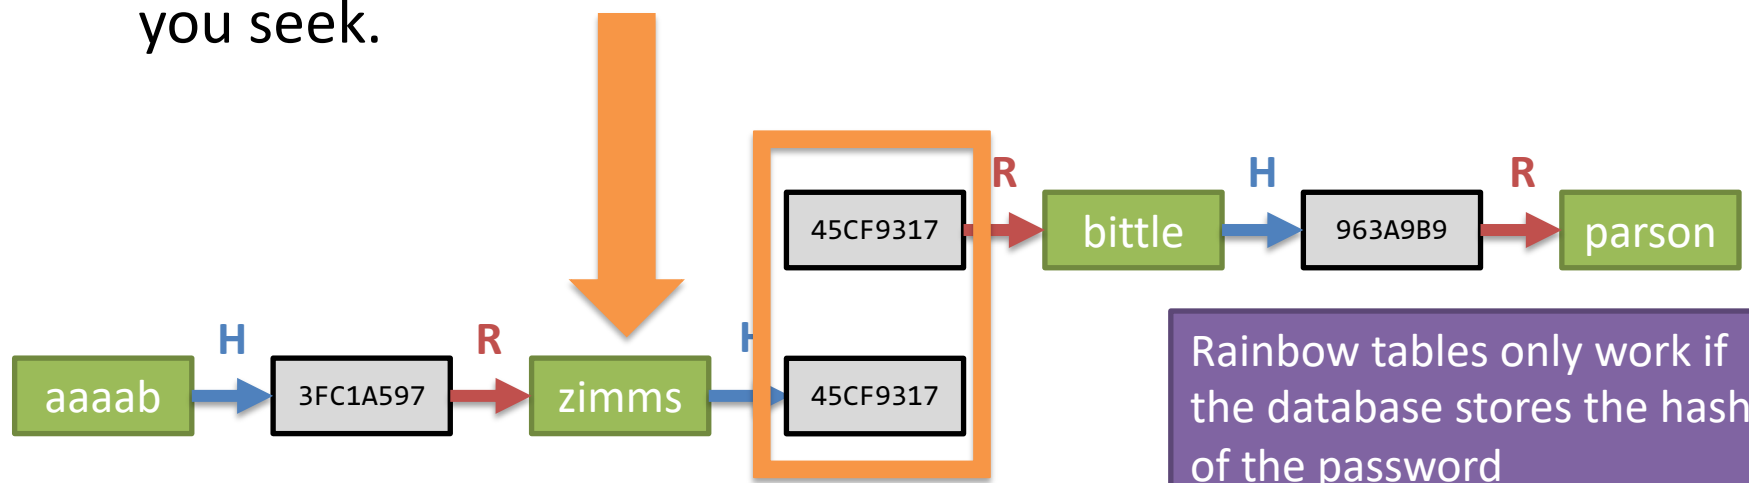 you seek.
R
H
R
45CF9317
bittle
963A9B9
parson
H
R
H
aaaab
3FC1A597
zimms
45CF9317
Rainbow tables only work if
the database stores the hash
of the password